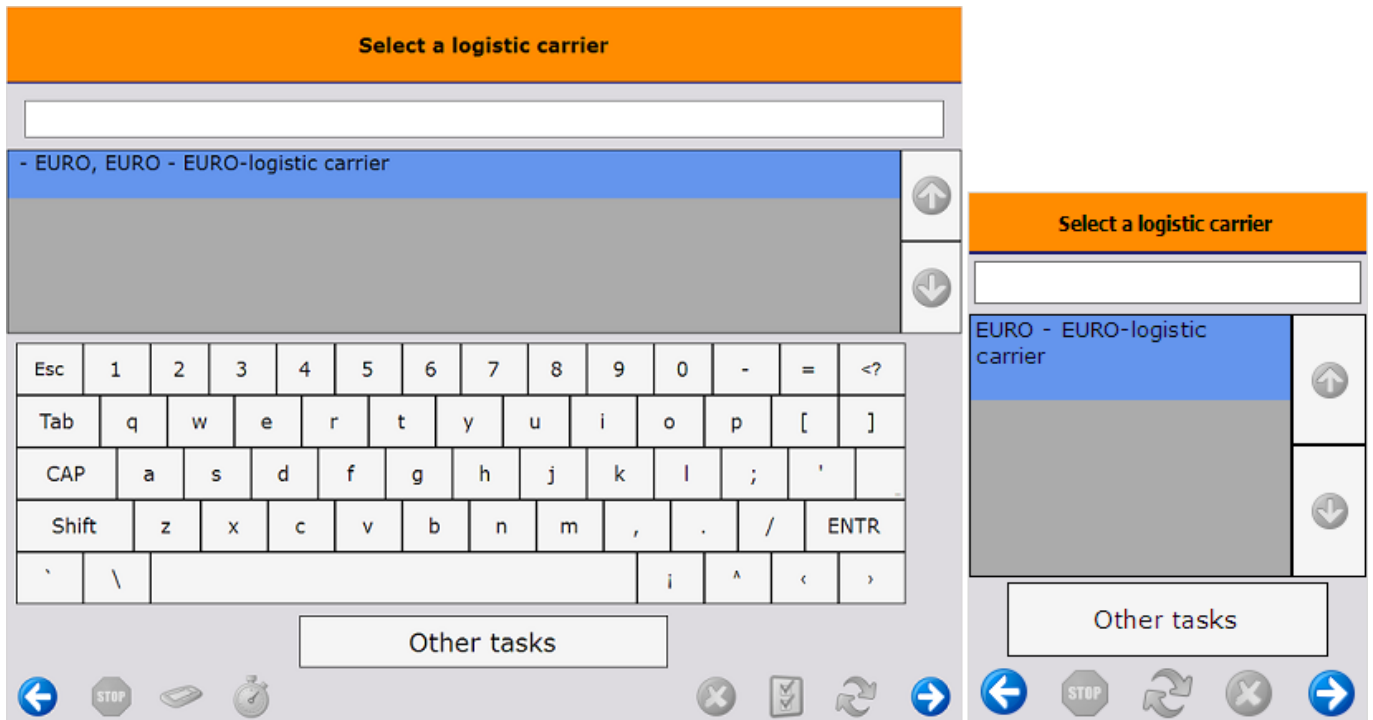 Select a logistic carrier
- EURO, EURO - EURO-logistic carrier
Esc 1 2 3 4 5 6 7 8 9 0 - = <?
Tab q w e r t y u i o p [ ]
CAP a s d f g h j k l ; '
Shift z x c v b n m , . / ENTR
` \ ¡ ^ ‹ ›
Other tasks
STOP
Select a logistic carrier
EURO - EURO-logistic
carrier
Other tasks
STOP